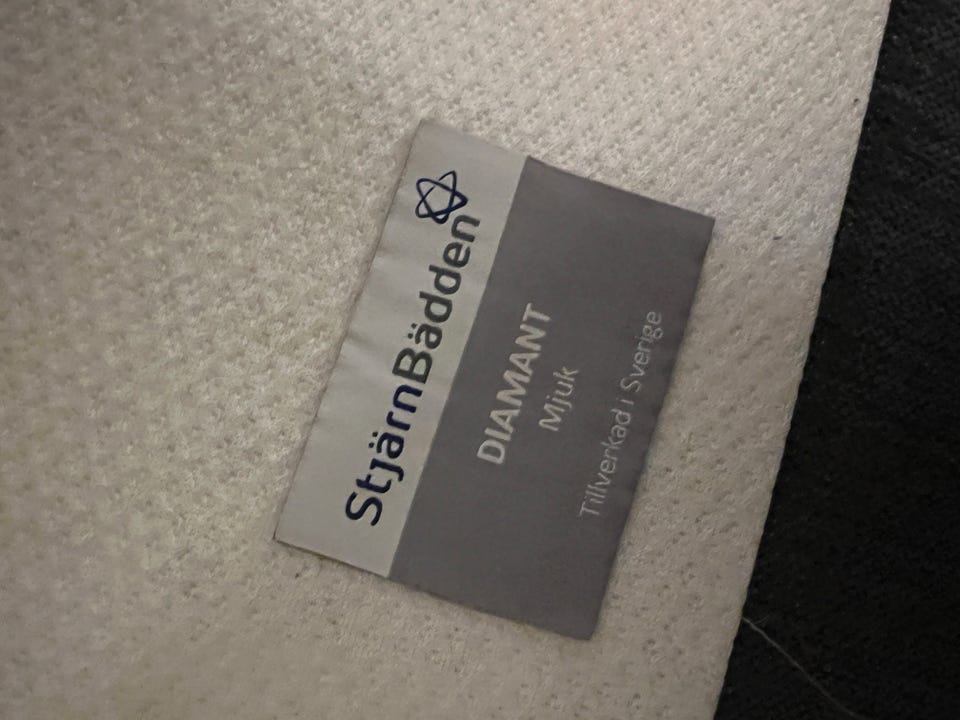 StjärnBädden
DIAMANT
Mjuk
Tillverkad i Sverige